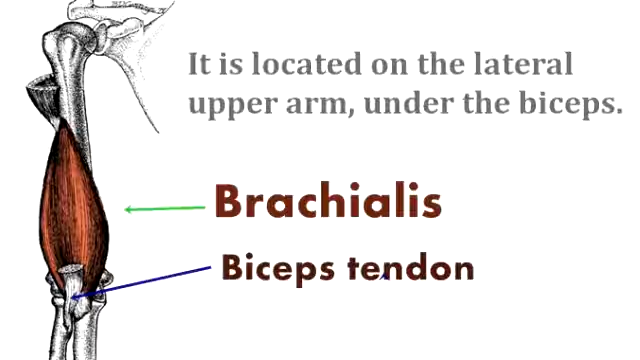 It is located on the lateral
upper arm, under the biceps.
Brachialis
Biceps tendon